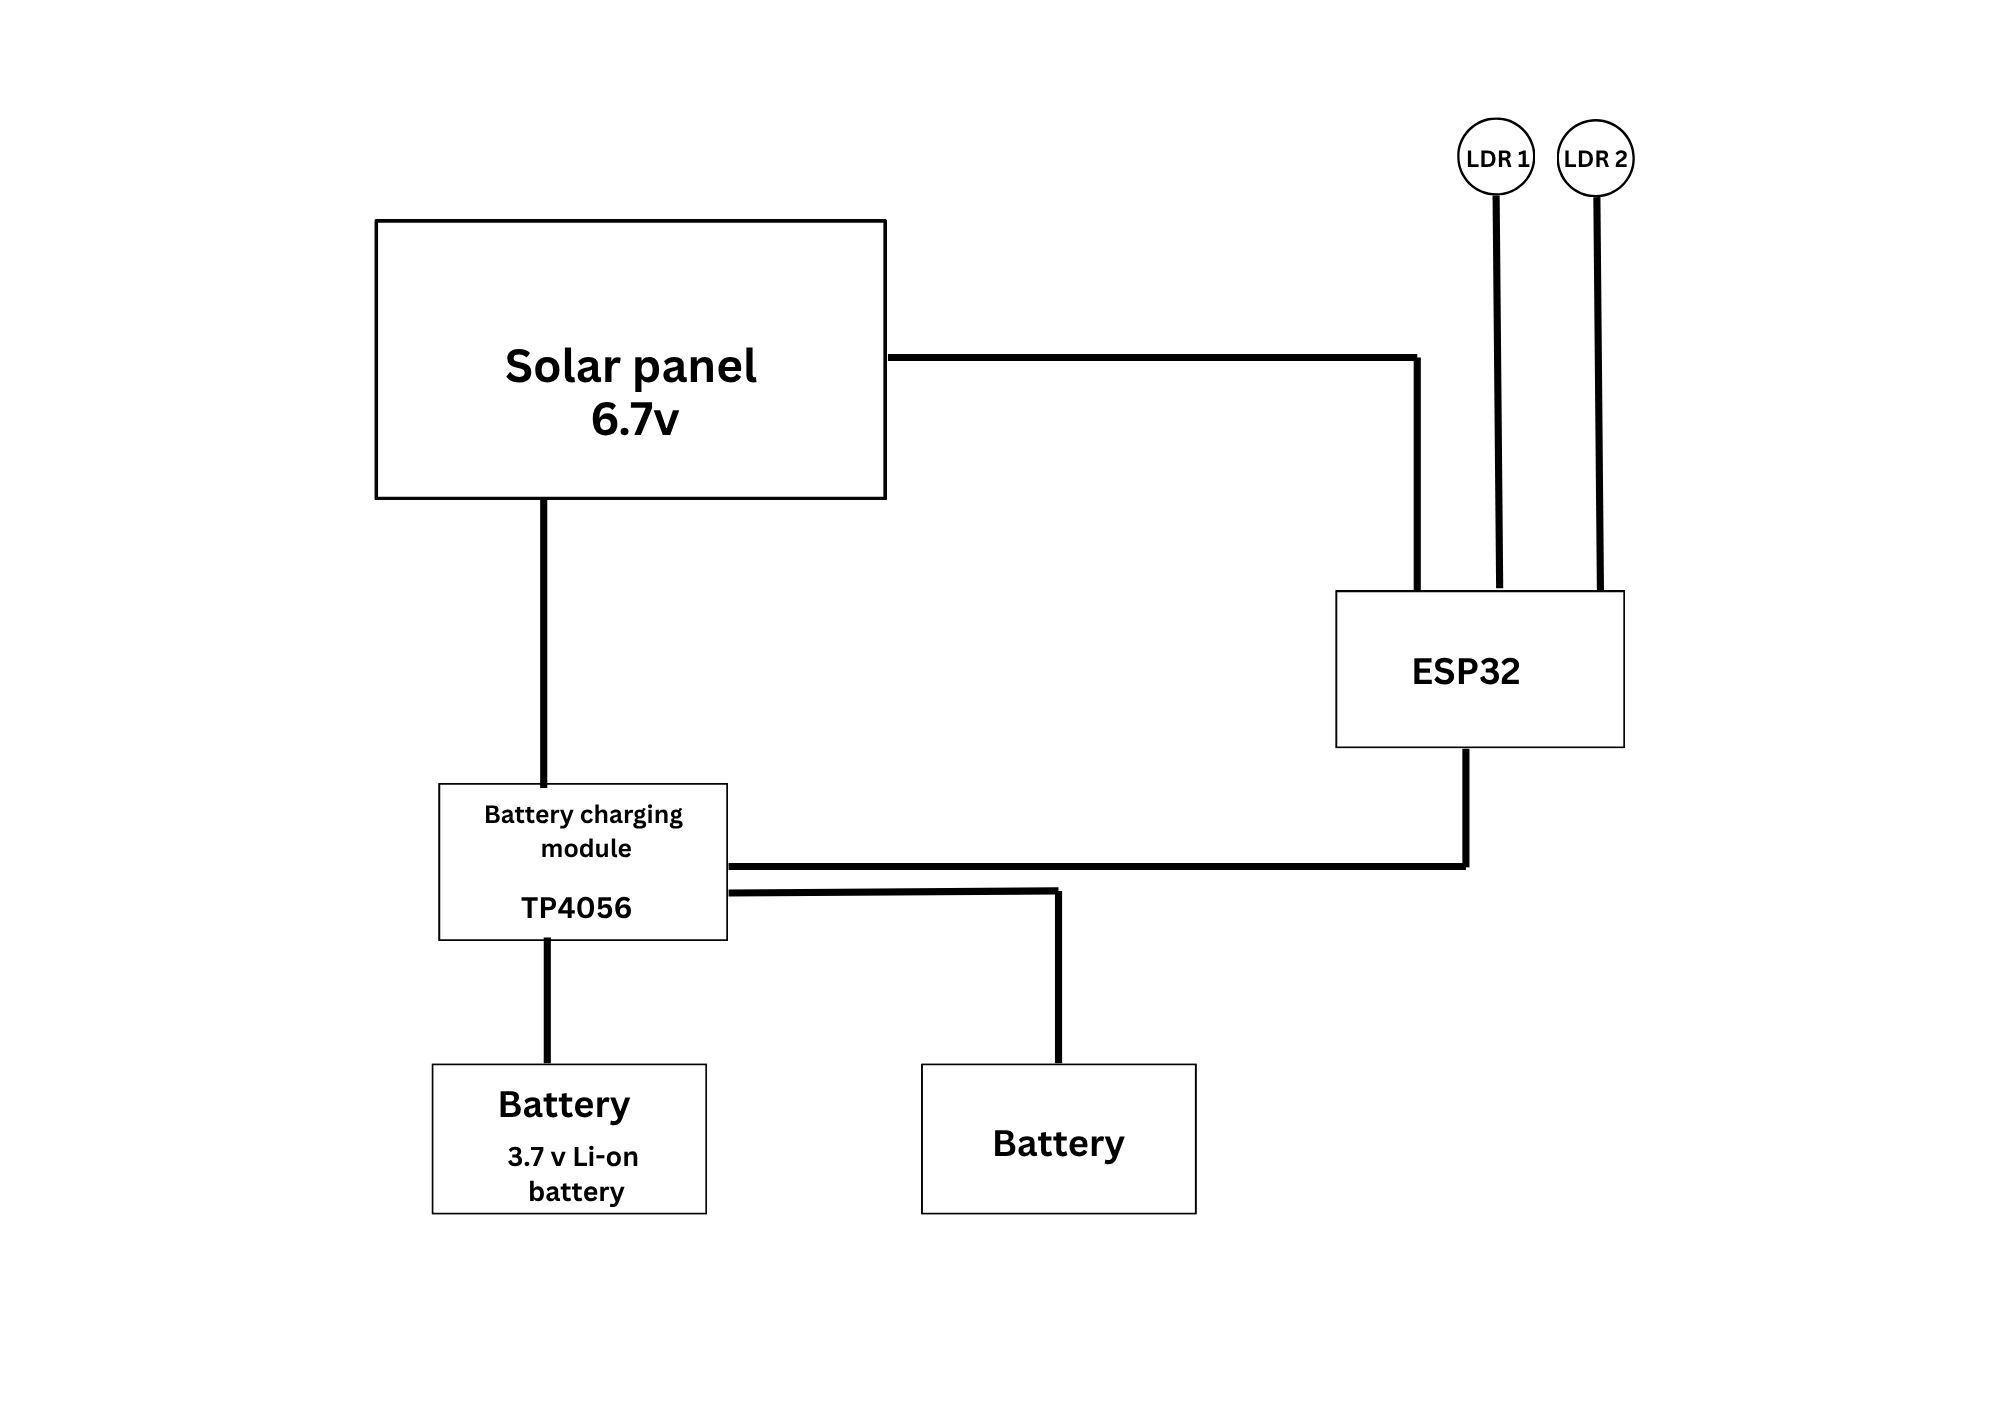 LDR 1
LDR 2
Solar panel
6.7v
ESP32
Battery charging
module
TP4056
Battery
3.7 v Li-on
battery
Battery